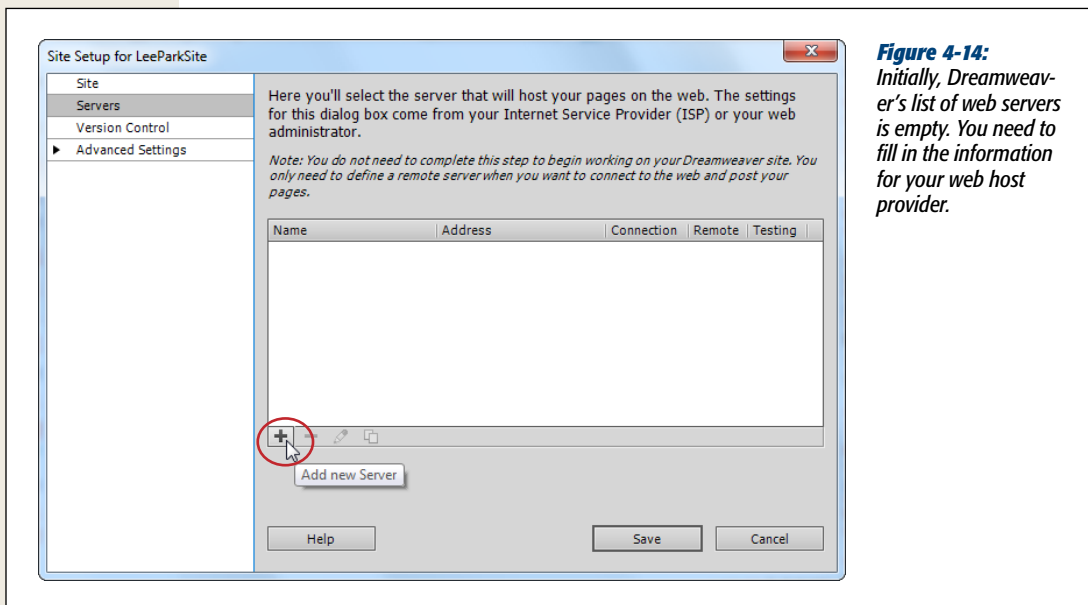 Site Setup for LeeParkSite
Site
Servers
Version Control
Advanced Settings
Here you'll select the server that will host your pages on the web. The settings
for this dialog box come from your Internet Service Provider (ISP) or your web
administrator.
Note: You do not need to complete this step to begin working on your Dreamweaver site. You
only need to define a remote server when you want to connect to the web and post your
pages.
Name Address Connection Remote Testing
Add new Server
Help Save Cancel
Figure 4-14:
Initially, Dreamweav-
er’s list of web servers
is empty. You need to
fill in the information
for your web host
provider.